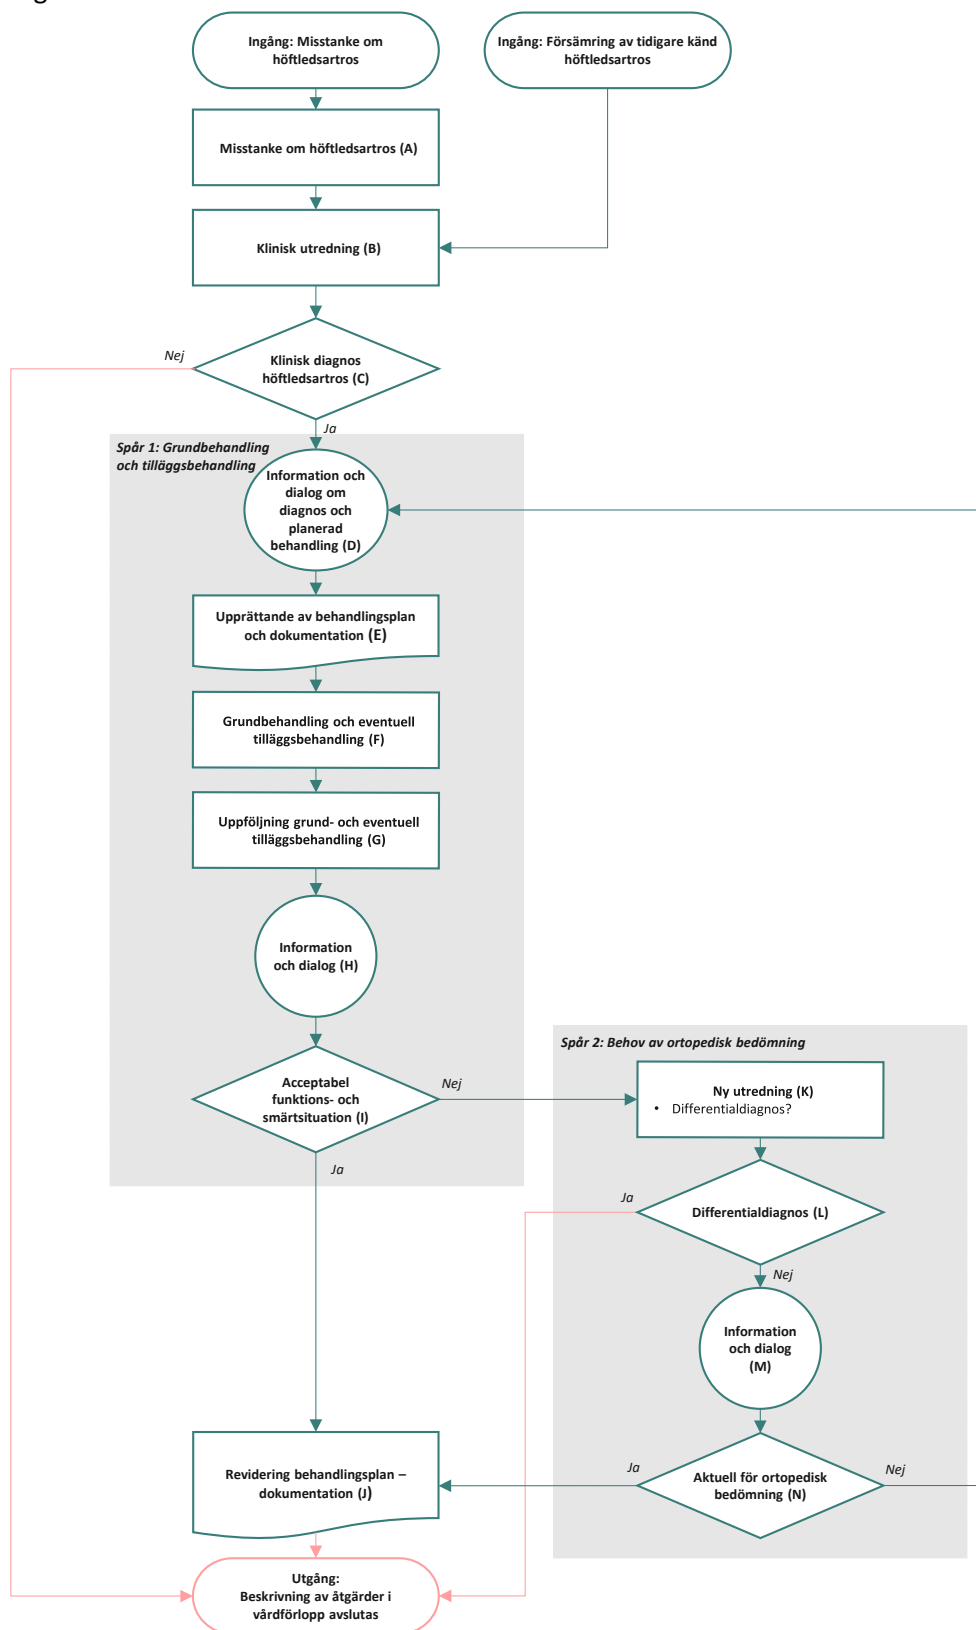 Ingång: Misstanke om
höftledsartros
Ingång: Försämring av tidigare känd
höftledsartros
Misstanke om höftledsartros (A)
Klinisk utredning (B)
Nej
Klinisk diagnos
höftledsartros (C)
Ja
Spår 1: Grundbehandling
och tilläggsbehandling
Information och
dialog om
diagnos och
planerad
behandling (D)
Upprättande av behandlingsplan
och dokumentation (E)
Grundbehandling och eventuell
tilläggsbehandling (F)
Uppföljning grund- och eventuell
tilläggsbehandling (G)
Information
och dialog (H)
Acceptabel
funktions- och
smärtsituation (I)
Nej
Ja
Spår 2: Behov av ortopedisk bedömning
Ny utredning (K)
• Differentialdiagnos?
Ja
Differentialdiagnos (L)
Nej
Information
och dialog
(M)
Ja
Aktuell för ortopedisk
bedömning (N)
Nej
Revidering behandlingsplan –
dokumentation (J)
Utgång:
Beskrivning av åtgärder i
vårdförlopp avslutas